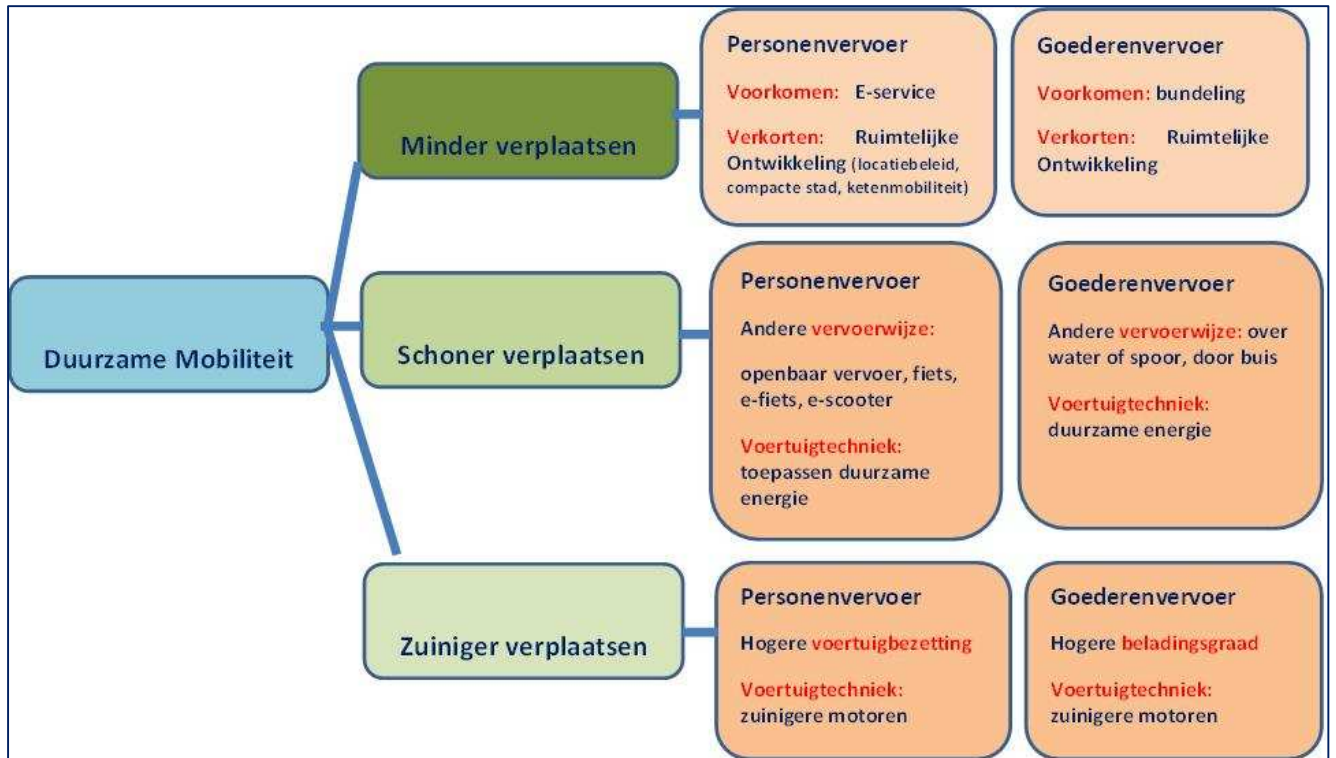 Duurzame Mobiliteit
Minder verplaatsen
Personenvervoer
Voorkomen: E-service
Verkorten: Ruimtelijke
Ontwikkeling (locatiebeleid,
compacte stad, ketenmobiliteit)
Goederenvervoer
Voorkomen: bundeling
Verkorten: Ruimtelijke
Ontwikkeling
Schoner verplaatsen
Personenvervoer
Andere vervoerwijze:
openbaar vervoer, fiets,
e-fiets, e-scooter
Voertuigtechniek:
toepassen duurzame
energie
Goederenvervoer
Andere vervoerwijze: over
water of spoor, door buis
Voertuigtechniek:
duurzame energie
Zuiniger verplaatsen
Personenvervoer
Hogere voertuigbezetting
Voertuigtechniek:
zuinigere motoren
Goederenvervoer
Hogere beladingsgraad
Voertuigtechniek:
zuinigere motoren